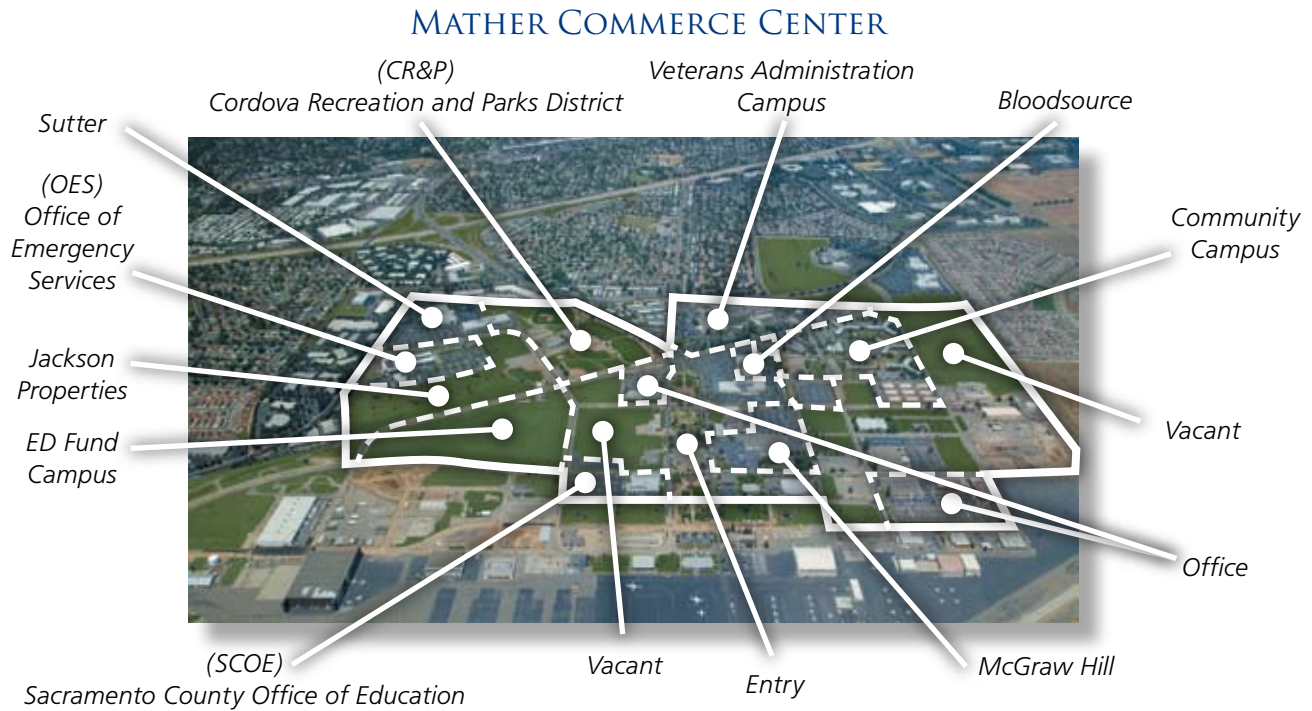 MATHER COMMERCE CENTER
(CR&P)
Cordova Recreation and Parks District
Veterans Administration
Campus
Bloodsource
Sutter
(OES)
Office of
Emergency
Services
Community
Campus
Jackson
Properties
ED Fund
Campus
Vacant
Office
(SCOE)
Sacramento County Office of Education
Vacant
Entry
McGraw Hill